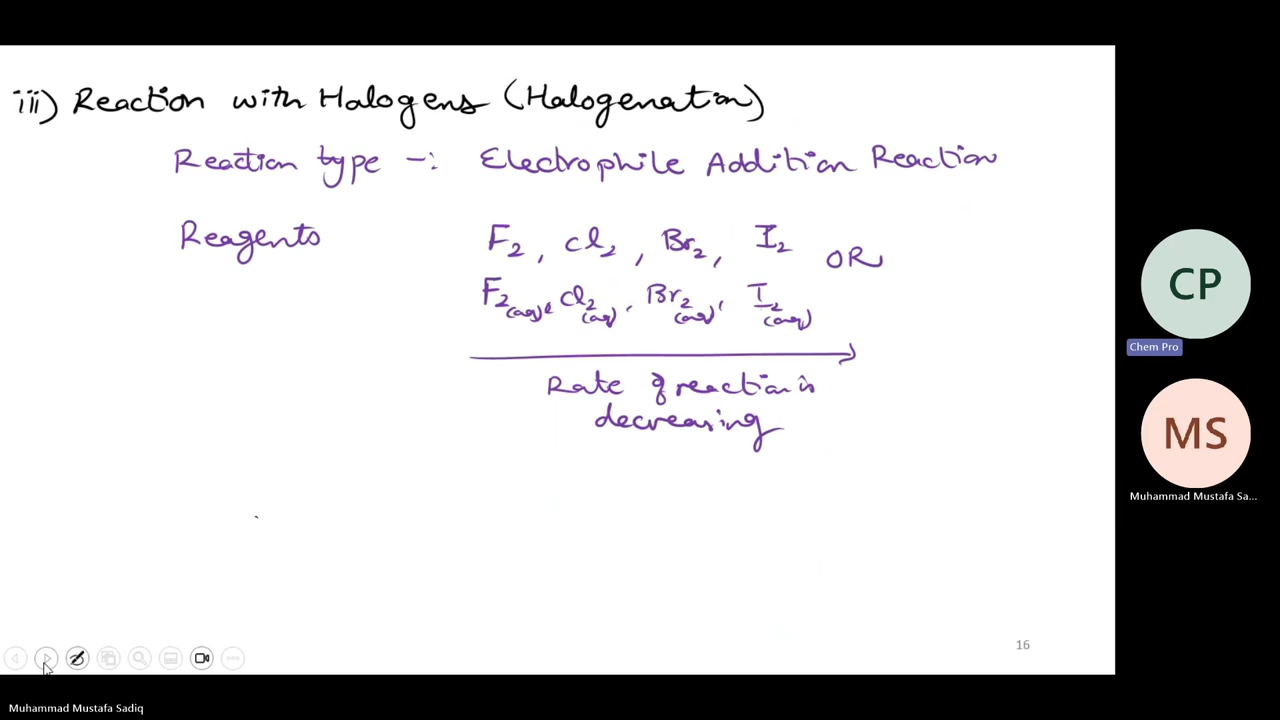 iii) Reaction with Halogens (Halogenation)
Reaction type -: Electrophile Addition Reaction
Reagents F₂, Cl₂, Br₂, I₂ OR
F₂(aq), Cl₂(aq), Br₂(aq), I₂(aq)
Rate of reaction is
decreasing
16
CP
Chem Pro
MS
Muhammad Mustafa Sa...
Muhammad Mustafa Sadiq